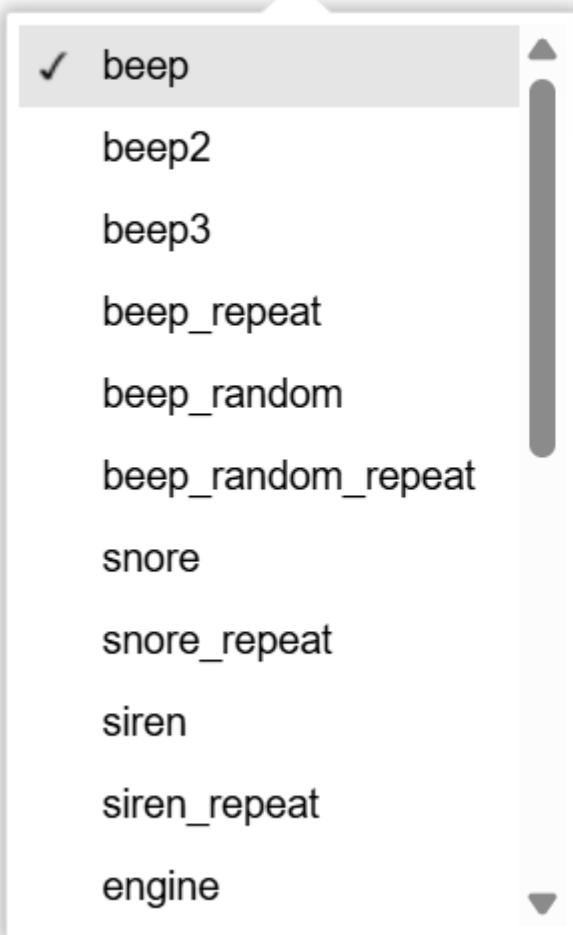 ✓ beep
beep2
beep3
beep_repeat
beep_random
beep_random_repeat
snore
snore_repeat
siren
siren_repeat
engine